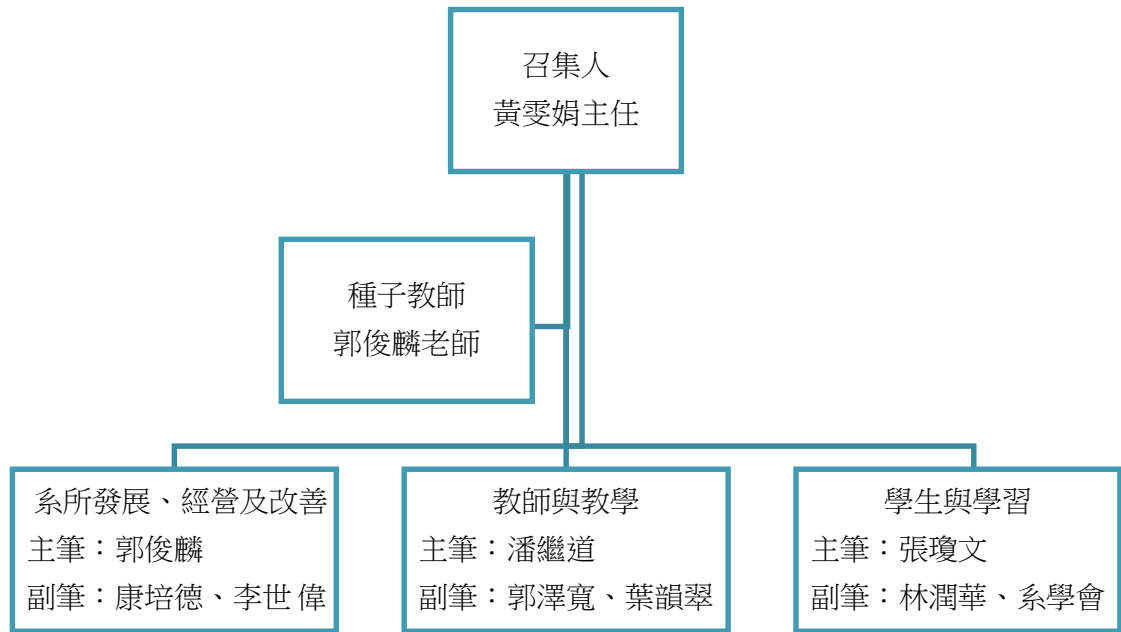 召集人
黃雯娟主任
種子教師
郭俊麟老師
系所發展、經營及改善
主筆：郭俊麟
副筆：康培德、李世偉
教師與教學
主筆：潘繼道
副筆：郭澤寬、葉韻翠
學生與學習
主筆：張瓊文
副筆：林潤華、系學會